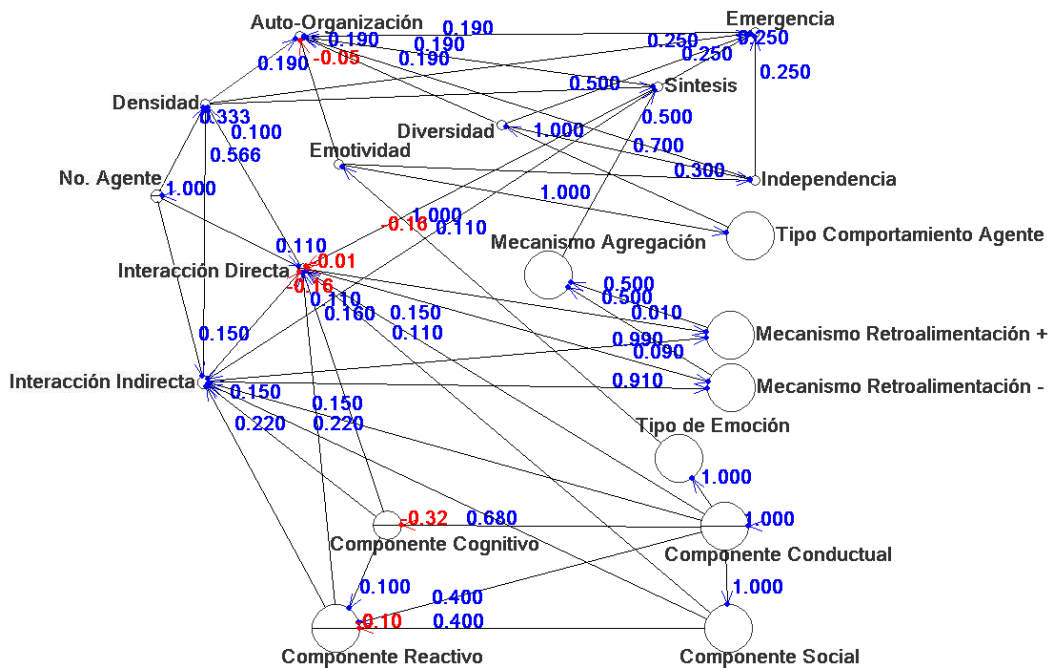 Auto-Organización
Emergencia
0.190
0.190
0.250
0.190
0.250
0.190
-0.05
0.190
0.250
0.250
0.500
Síntesis
Densidad
0.333
0.500
Diversidad
1.000
0.100
Emotividad
0.700
0.566
0.300
No. Agente
1.000
Independencia
1.000
1.000
-0.16
0.110
Tipo Comportamiento Agente
0.110
Mecanismo Agregación
-0.01
Interacción Directa
-0.16
0.500
0.110
0.500
0.160
0.150
0.010
0.150
0.110
0.990
Mecanismo Retroalimentación +
0.090
Interacción Indirecta
0.910
Mecanismo Retroalimentación -
0.150
0.150
0.220
0.220
Tipo de Emoción
1.000
-0.32
0.680
1.000
Componente Cognitivo
Componente Conductual
0.100
1.000
0.400
-0.10
0.400
Componente Reactivo
Componente Social